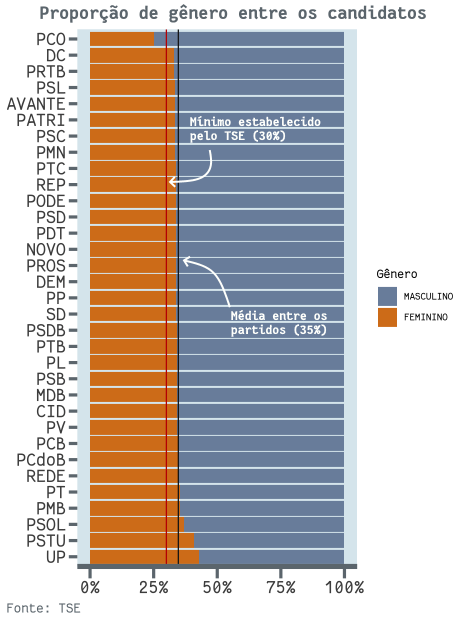 Proporção de gênero entre os candidatos
PCO
DC
PRTB
PSL
AVANTE
PATRI
PSC
PMN
PTC
REP
PODE
PSD
PDT
NOVO
PROS
DEM
PP
SD
PSDB
PTB
PL
PSB
MDB
CID
PV
PCB
PCdoB
REDE
PT
PMB
PSOL
PSTU
UP
Mínimo estabelecido
pelo TSE (30%)
Média entre os
partidos (35%)
Gênero
MASCULINO
FEMININO
0% 25% 50% 75% 100%
Fonte: TSE